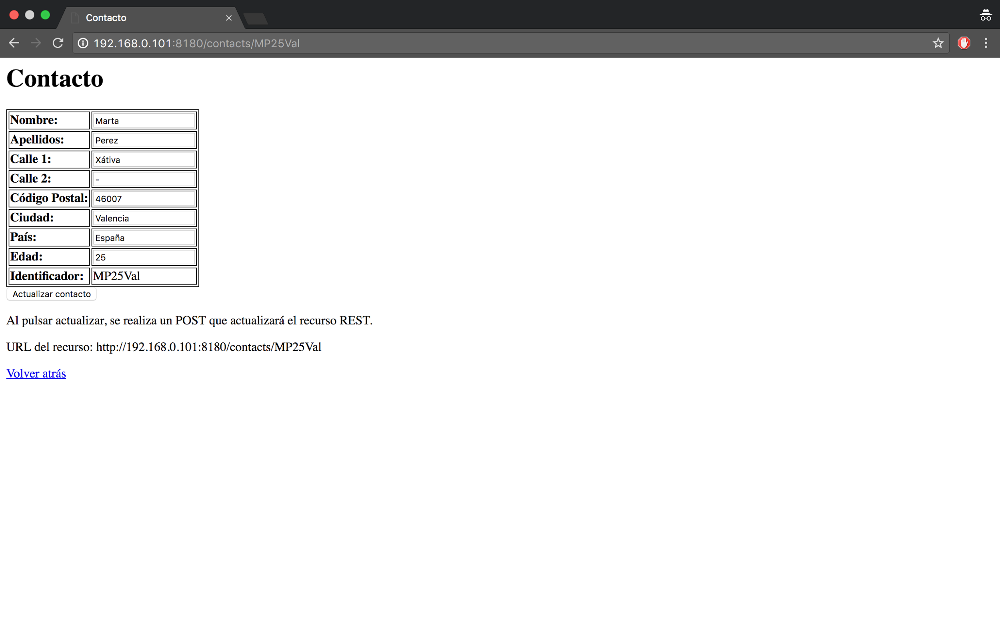 Contacto
192.168.0.101:8180/contacts/MP25Val
Contacto
Nombre: Marta
Apellidos: Perez
Calle 1: Xátiva
Calle 2: -
Código Postal: 46007
Ciudad: Valencia
País: España
Edad: 25
Identificador: MP25Val
Actualizar contacto
Al pulsar actualizar, se realiza un POST que actualizará el recurso REST.
URL del recurso: http://192.168.0.101:8180/contacts/MP25Val
Volver atrás